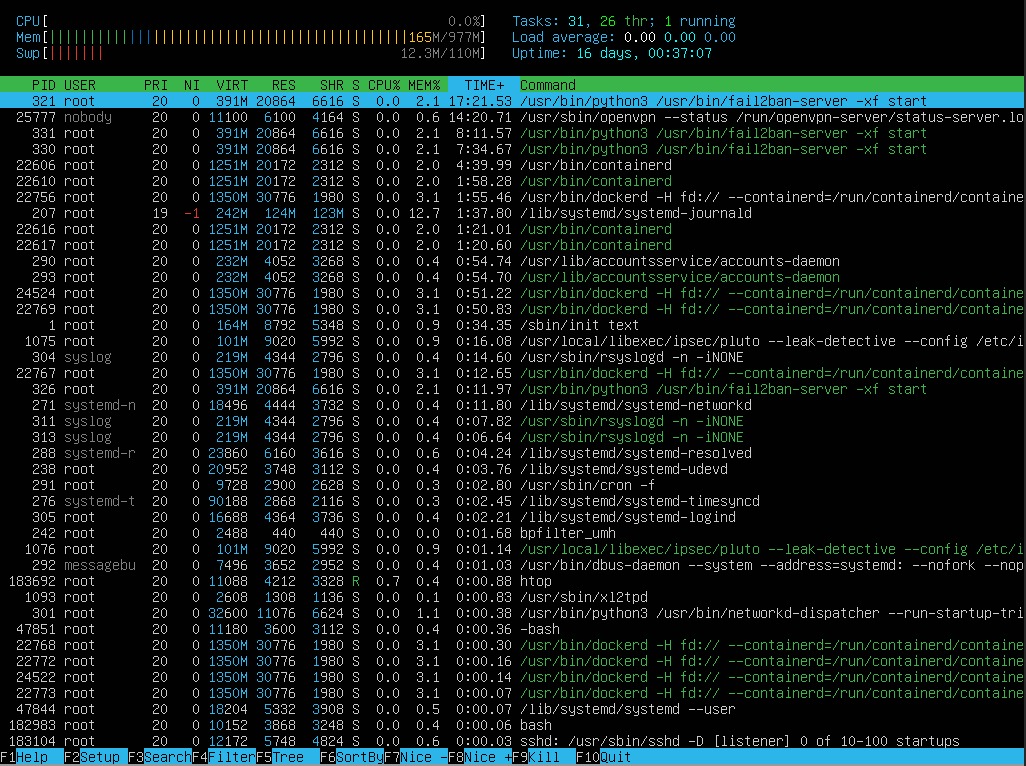 CPU[ 0.0%] Tasks: 31, 26 thr; 1 running
Mem[||||||||||||||||||||||||||||||||||||||||||||||165M/977M] Load average: 0.00 0.00 0.00
Swp[||||||| 12.3M/110M] Uptime: 16 days, 00:37:07
PID USER PRI NI VIRT RES SHR S CPU% MEM% TIME+ Command
321 root 20 0 391M 20864 6616 S 0.0 2.1 17:21.53 /usr/bin/python3 /usr/bin/fail2ban-server -xf start
25777 nobody 20 0 11100 6100 4164 S 0.0 0.6 14:20.71 /usr/sbin/openvpn --status /run/openvpn-server/status-server.lo
331 root 20 0 391M 20864 6616 S 0.0 2.1 8:11.57 /usr/bin/python3 /usr/bin/fail2ban-server -xf start
330 root 20 0 391M 20864 6616 S 0.0 2.1 7:34.67 /usr/bin/python3 /usr/bin/fail2ban-server -xf start
22606 root 20 0 1251M 20172 2312 S 0.0 2.0 4:39.99 /usr/bin/containerd
22610 root 20 0 1251M 20172 2312 S 0.0 2.0 1:58.28 /usr/bin/containerd
22756 root 20 0 1350M 30776 1980 S 0.0 3.1 1:55.46 /usr/bin/dockerd -H fd:// --containerd=/run/containerd/containe
207 root 19 -1 242M 124M 123M S 0.0 12.7 1:37.80 /lib/systemd/systemd-journald
22616 root 20 0 1251M 20172 2312 S 0.0 2.0 1:21.01 /usr/bin/containerd
22617 root 20 0 1251M 20172 2312 S 0.0 2.0 1:20.60 /usr/bin/containerd
290 root 20 0 232M 4052 3268 S 0.0 0.4 0:54.74 /usr/lib/accountsservice/accounts-daemon
293 root 20 0 232M 4052 3268 S 0.0 0.4 0:54.70 /usr/lib/accountsservice/accounts-daemon
24524 root 20 0 1350M 30776 1980 S 0.0 3.1 0:51.22 /usr/bin/dockerd -H fd:// --containerd=/run/containerd/containe
22769 root 20 0 1350M 30776 1980 S 0.0 3.1 0:50.83 /usr/bin/dockerd -H fd:// --containerd=/run/containerd/containe
1 root 20 0 164M 8792 5348 S 0.0 0.9 0:34.35 /sbin/init text
1075 root 20 0 101M 9020 5992 S 0.0 0.9 0:16.08 /usr/local/libexec/ipsec/pluto --leak-detective --config /etc/i
304 syslog 20 0 219M 4344 2796 S 0.0 0.4 0:14.60 /usr/sbin/rsyslogd -n -iNONE
22767 root 20 0 1350M 30776 1980 S 0.0 3.1 0:12.65 /usr/bin/dockerd -H fd:// --containerd=/run/containerd/containe
326 root 20 0 391M 20864 6616 S 0.0 2.1 0:11.97 /usr/bin/python3 /usr/bin/fail2ban-server -xf start
271 systemd-n 20 0 18496 4444 3732 S 0.0 0.4 0:11.80 /lib/systemd/systemd-networkd
311 syslog 20 0 219M 4344 2796 S 0.0 0.4 0:07.82 /usr/sbin/rsyslogd -n -iNONE
313 syslog 20 0 219M 4344 2796 S 0.0 0.4 0:06.64 /usr/sbin/rsyslogd -n -iNONE
288 systemd-r 20 0 23860 6160 3616 S 0.0 0.6 0:04.24 /lib/systemd/systemd-resolved
238 root 20 0 20952 3748 3112 S 0.0 0.4 0:03.76 /lib/systemd/systemd-udevd
291 root 20 0 9728 2900 2628 S 0.0 0.3 0:02.80 /usr/sbin/cron -f
276 systemd-t 20 0 90188 2868 2116 S 0.0 0.3 0:02.45 /lib/systemd/systemd-timesyncd
305 root 20 0 16688 4364 3736 S 0.0 0.4 0:02.21 /lib/systemd/systemd-logind
242 root 20 0 2488 440 440 S 0.0 0.0 0:01.68 bpfilter_umh
1076 root 20 0 101M 9020 5992 S 0.0 0.9 0:01.14 /usr/local/libexec/ipsec/pluto --leak-detective --config /etc/i
292 messagebu 20 0 7496 3652 2952 S 0.0 0.4 0:01.03 /usr/bin/dbus-daemon --system --address=systemd: --nofork --nop
183692 root 20 0 11088 4212 3328 R 0.7 0.4 0:00.88 htop
1093 root 20 0 2608 1308 1136 S 0.0 0.1 0:00.83 /usr/sbin/xl2tpd
301 root 20 0 32600 11076 6624 S 0.0 1.1 0:00.38 /usr/bin/python3 /usr/bin/networkd-dispatcher --run-startup-tri
47851 root 20 0 11180 3600 3112 S 0.0 0.4 0:00.36 -bash
22768 root 20 0 1350M 30776 1980 S 0.0 3.1 0:00.30 /usr/bin/dockerd -H fd:// --containerd=/run/containerd/containe
22772 root 20 0 1350M 30776 1980 S 0.0 3.1 0:00.16 /usr/bin/dockerd -H fd:// --containerd=/run/containerd/containe
24522 root 20 0 1350M 30776 1980 S 0.0 3.1 0:00.14 /usr/bin/dockerd -H fd:// --containerd=/run/containerd/containe
22773 root 20 0 1350M 30776 1980 S 0.0 3.1 0:00.07 /usr/bin/dockerd -H fd:// --containerd=/run/containerd/containe
47844 root 20 0 18204 5332 3908 S 0.0 0.5 0:00.07 /lib/systemd/systemd --user
182983 root 20 0 10152 3868 3248 S 0.0 0.4 0:00.06 bash
183104 root 20 0 12172 5748 4824 S 0.0 0.6 0:00.03 sshd: /usr/sbin/sshd -D [listener] 0 of 10-100 startups
F1Help F2Setup F3SearchF4FilterF5Tree F6SortByF7Nice -F8Nice +F9Kill F10Quit